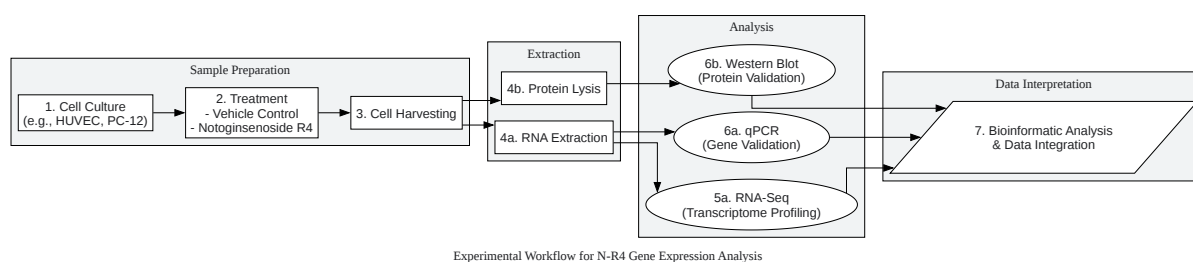 Sample Preparation
1. Cell Culture
(e.g., HUVEC, PC-12)
2. Treatment
- Vehicle Control
- Notoginsenoside R4
3. Cell Harvesting
Extraction
4b. Protein Lysis
4a. RNA Extraction
Analysis
6b. Western Blot
(Protein Validation)
6a. qPCR
(Gene Validation)
5a. RNA-Seq
(Transcriptome Profiling)
Data Interpretation
7. Bioinformatic Analysis
& Data Integration
Experimental Workflow for N-R4 Gene Expression Analysis